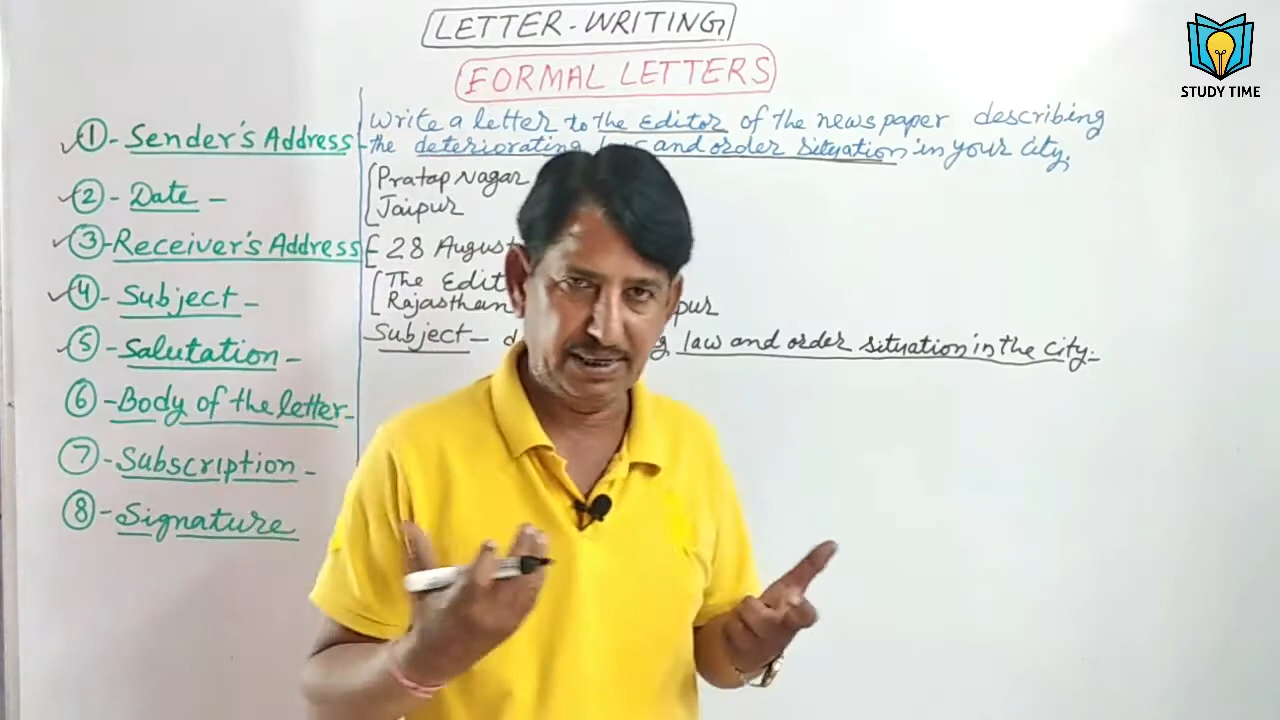 LETTER-WRITING
FORMAL LETTERS
STUDY TIME
① - Sender's Address
② - Date -
③ - Receiver's Address
④ - Subject -
⑤ - Salutation -
⑥ - Body of the letter -
⑦ - Subscription -
⑧ - Signature
Write a letter to the Editor of the newspaper describing
the deteriorating law and order situation in your city.
Pratap Nagar
Jaipur
28 August
The
Rajasthan
Subject - law and order situation in the city.